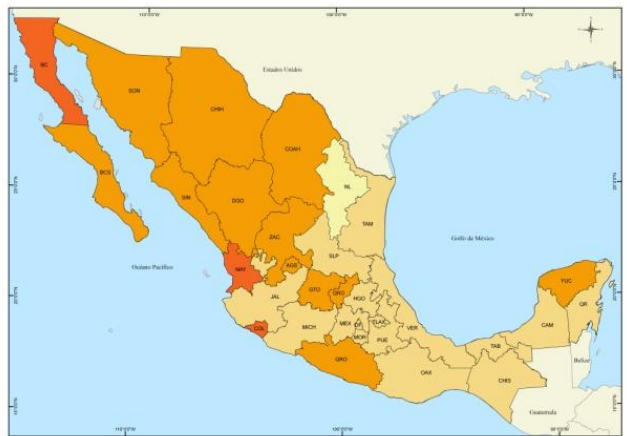 BC
Estados Unidos
SON
CHIH
COAH
BCS
SIN
DGO
NL
TAM
ZAC
Golfo de México
SLP
Océano Pacífico
NAY
AGS
YUC
JAL
GTO
QRO
HGO
QR
COL
MICH
MEX
DF
TLAX
VER
CAM
MOR
PUE
TAB
Belice
GRO
OAX
CHIS
Guatemala